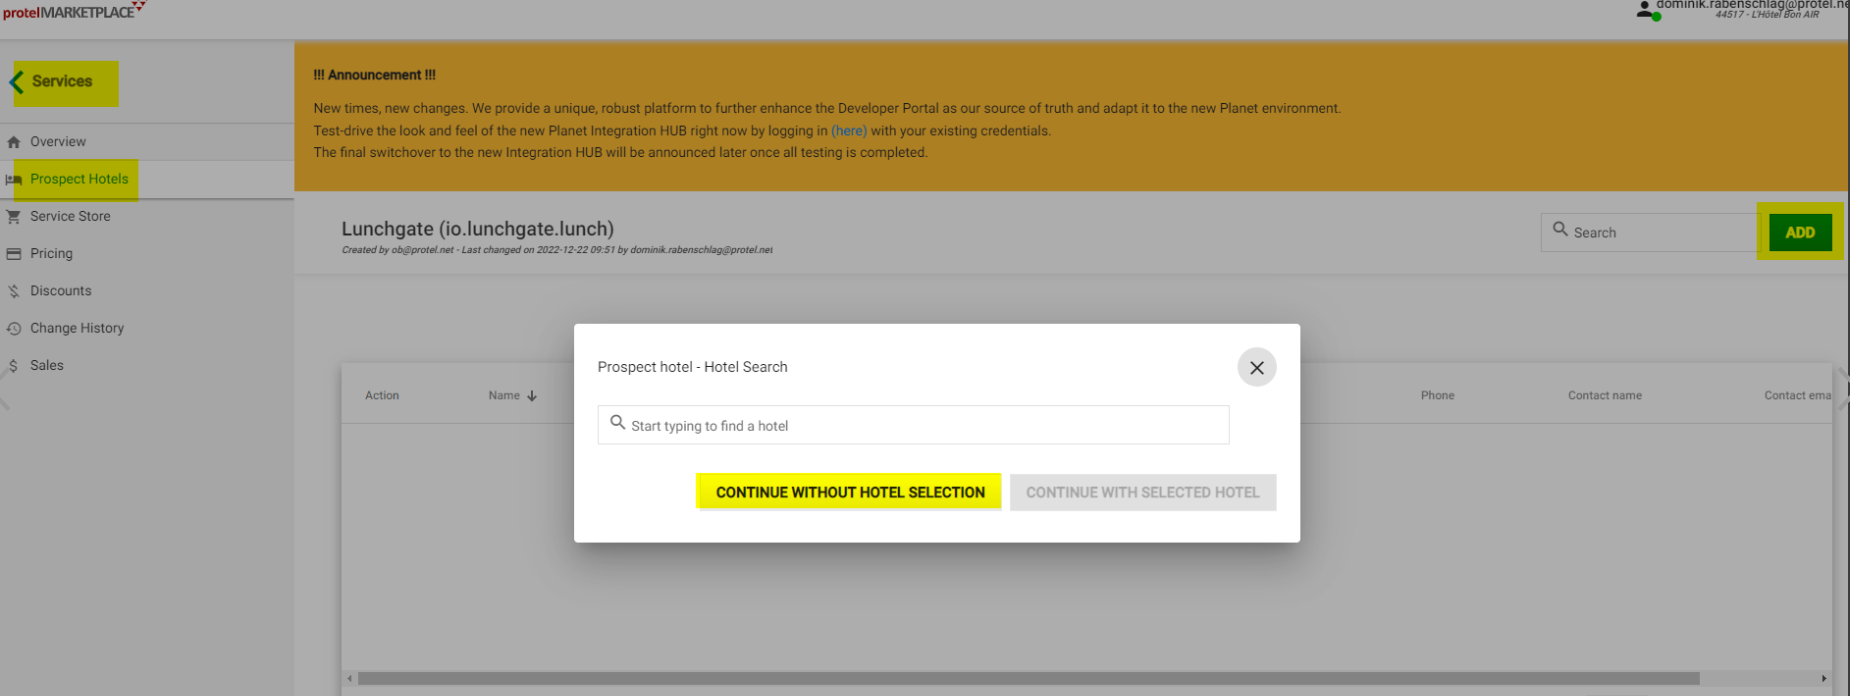 protelMARKETPLACE
dominik.rabenschlag@protel.ne
44517 - L'Hôtel Bon AIR
Services
Overview
Prospect Hotels
Service Store
Pricing
Discounts
Change History
Sales
!!! Announcement !!!
New times, new changes. We provide a unique, robust platform to further enhance the Developer Portal as our source of truth and adapt it to the new Planet environment.
Test-drive the look and feel of the new Planet Integration HUB right now by logging in (here) with your existing credentials.
The final switchover to the new Integration HUB will be announced later once all testing is completed.
Lunchgate (io.lunchgate.lunch)
Created by ob@protel.net - Last changed on 2022-12-22 09:51 by dominik.rabenschlag@protel.net
Search
ADD
Action Name Phone Contact name Contact ema
Prospect hotel - Hotel Search
Start typing to find a hotel
CONTINUE WITHOUT HOTEL SELECTION CONTINUE WITH SELECTED HOTEL